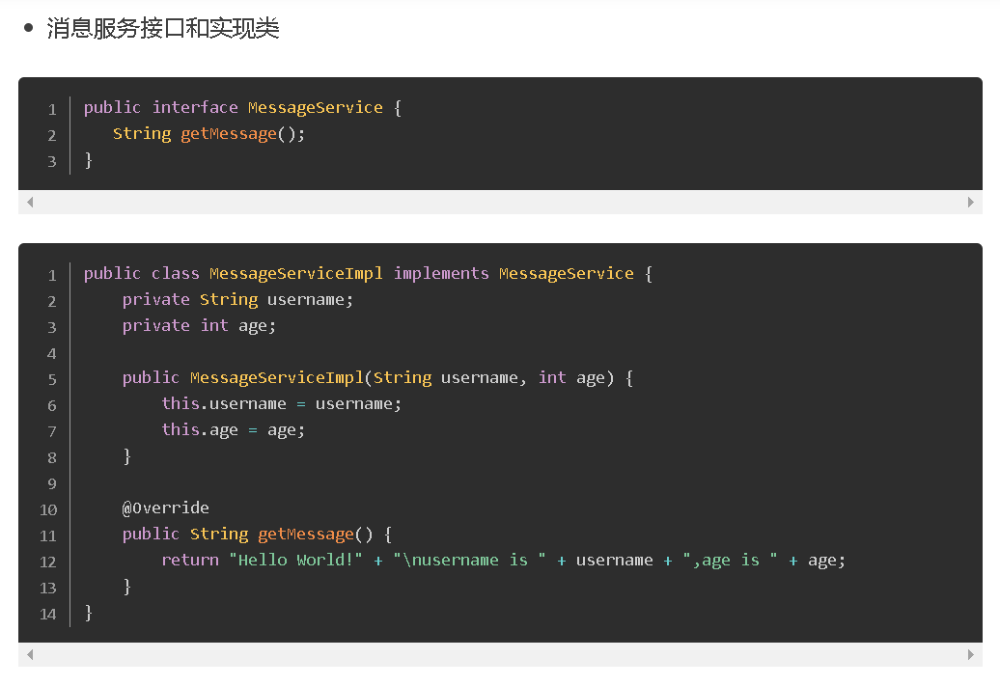 • 消息服务接口和实现类
1 public interface MessageService {
2    String getMessage();
3 }
1 public class MessageServiceImpl implements MessageService {
2     private String username;
3     private int age;
4
5     public MessageServiceImpl(String username, int age) {
6         this.username = username;
7         this.age = age;
8     }
9
10     @Override
11     public String getMessage() {
12         return "Hello World!" + "\nusername is " + username + ",age is " + age;
13     }
14 }